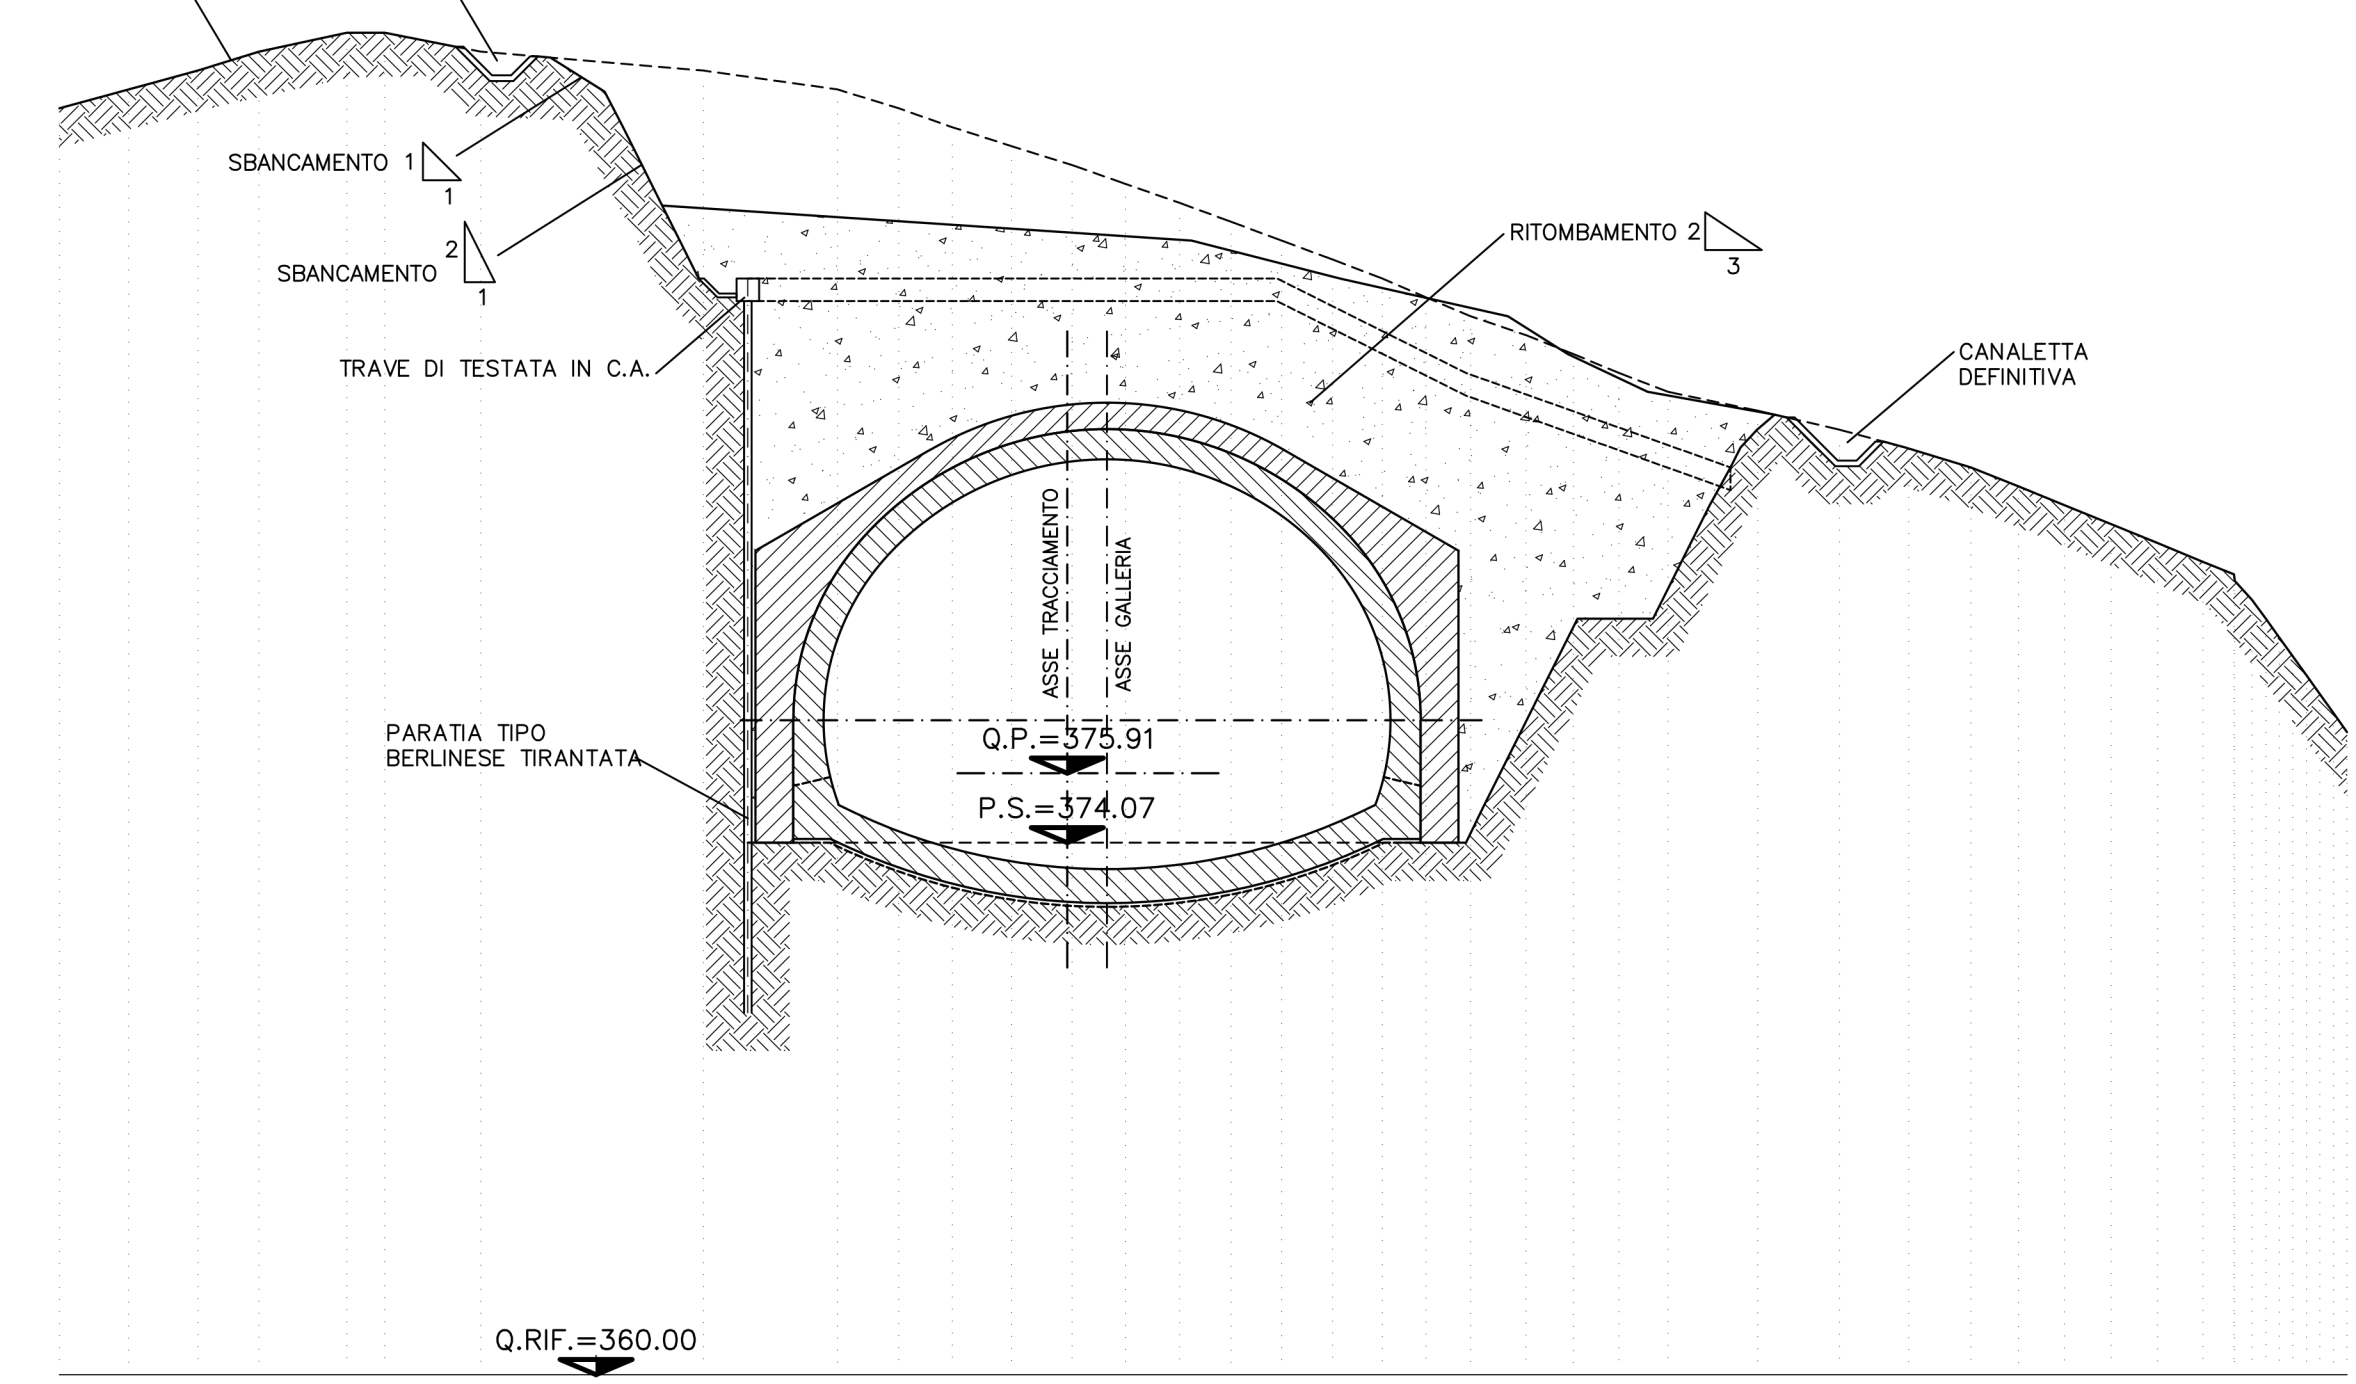 SBANCAMENTO 1
1
2
SBANCAMENTO
1
RITOMBAMENTO 2
3
TRAVE DI TESTATA IN C.A.
CANALETTA
DEFINITIVA
ASSE TRACCIAMENTO
ASSE GALLERIA
PARATIA TIPO
BERLINESE TIRANTATA
Q.P.=375.91
P.S.=374.07
Q.RIF.=360.00